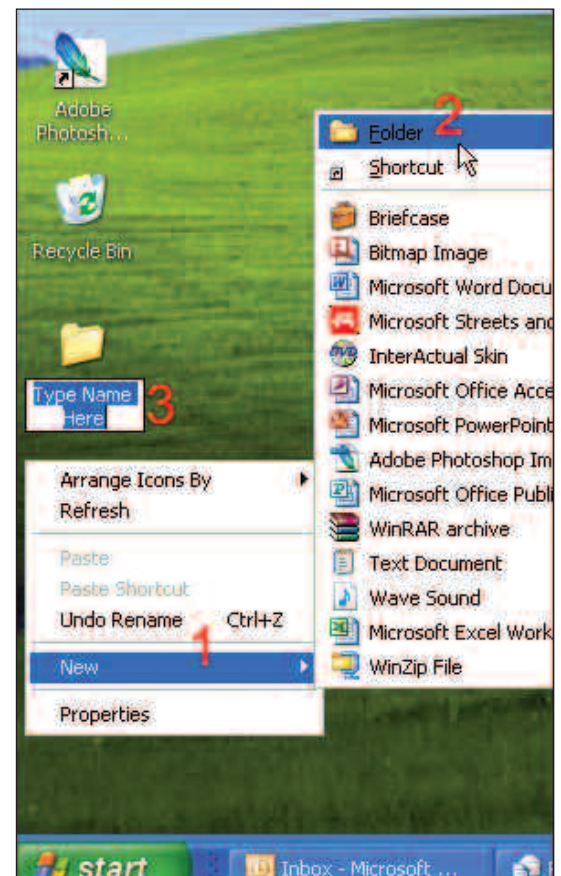 Adobe
Photosh...
Recycle Bin
Type Name
Here
3
Arrange Icons By
Refresh
Paste
Paste Shortcut
Undo Rename Ctrl+Z
1
New
Properties
Folder
2
Shortcut
Briefcase
Bitmap Image
Microsoft Word Docu
Microsoft Streets and
InterActual Skin
Microsoft Office Acce
Microsoft PowerPoint
Adobe Photoshop Im
Microsoft Office Publi
WinRAR archive
Text Document
Wave Sound
Microsoft Excel Work
WinZip File
start
Inbox - Microsoft ...